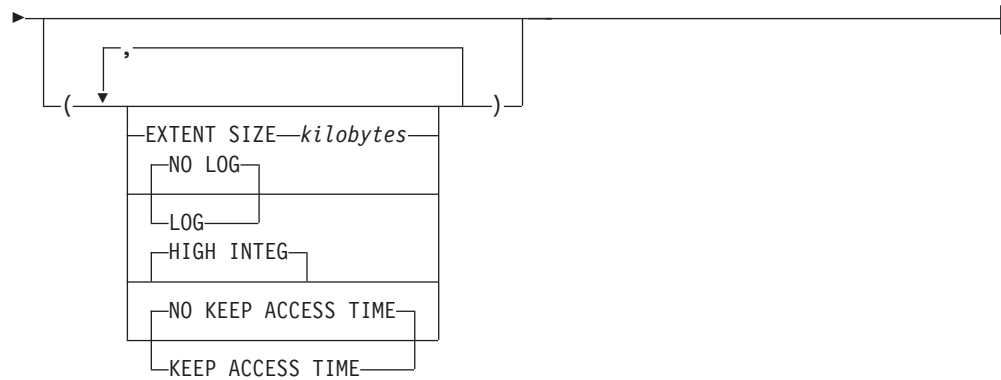 ,
( )
EXTENT SIZE kilobytes
NO LOG
LOG
HIGH INTEG
NO KEEP ACCESS TIME
KEEP ACCESS TIME